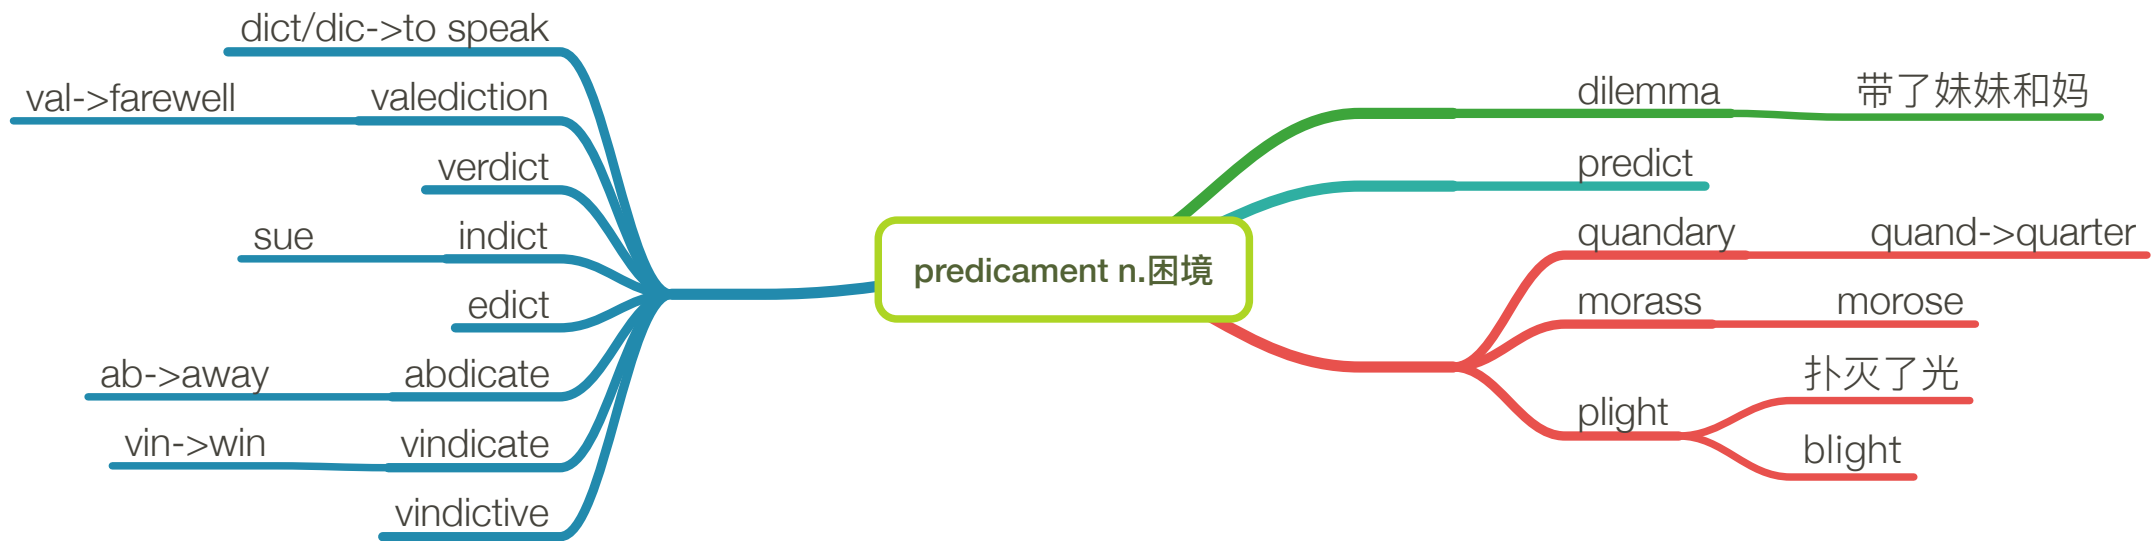 dict/dic->to speak
val->farewell
valediction
verdict
sue
indict
edict
ab->away
abdicate
vin->win
vindicate
vindictive
predicament n.困境
dilemma
带了妹妹和妈
predict
quandary
quand->quarter
morass
morose
plight
扑灭了光
blight